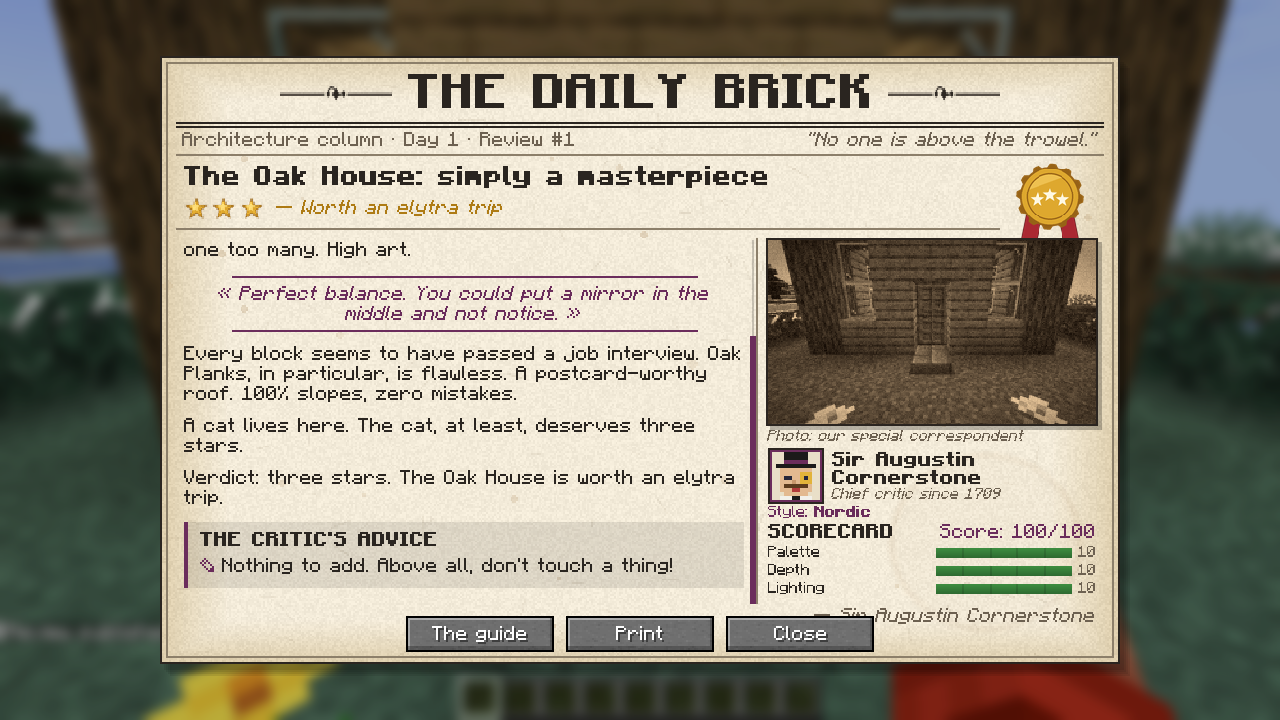 THE DAILY BRICK
Architecture column · Day 1 · Review #1
"No one is above the trowel."
The Oak House: simply a masterpiece
— Worth an elytra trip
one too many. High art.
« Perfect balance. You could put a mirror in the
middle and not notice. »
Every block seems to have passed a job interview. Oak
Planks, in particular, is flawless. A postcard-worthy
roof. 100% slopes, zero mistakes.
A cat lives here. The cat, at least, deserves three
stars.
Verdict: three stars. The Oak House is worth an elytra
trip.
THE CRITIC'S ADVICE
✎ Nothing to add. Above all, don't touch a thing!
Photo: our special correspondent
Sir Augustin
Cornerstone
Chief critic since 1709
Style: Nordic
SCORECARD Score: 100/100
Palette 10
Depth 10
Lighting 10
— Sir Augustin Cornerstone
The guide
Print
Close